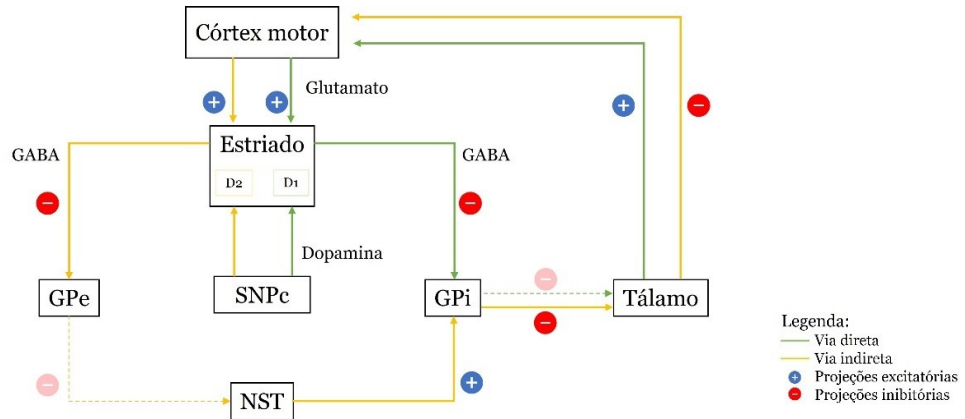 Córtex motor
+
+
Glutamato
+
-
GABA
Estriado
GABA
D2
D1
-
-
Dopamina
GPe
SNPc
GPi
-
Tálamo
-
Legenda:
Via direta
Via indireta
+ Projeções excitatórias
- Projeções inibitórias
-
NST
+